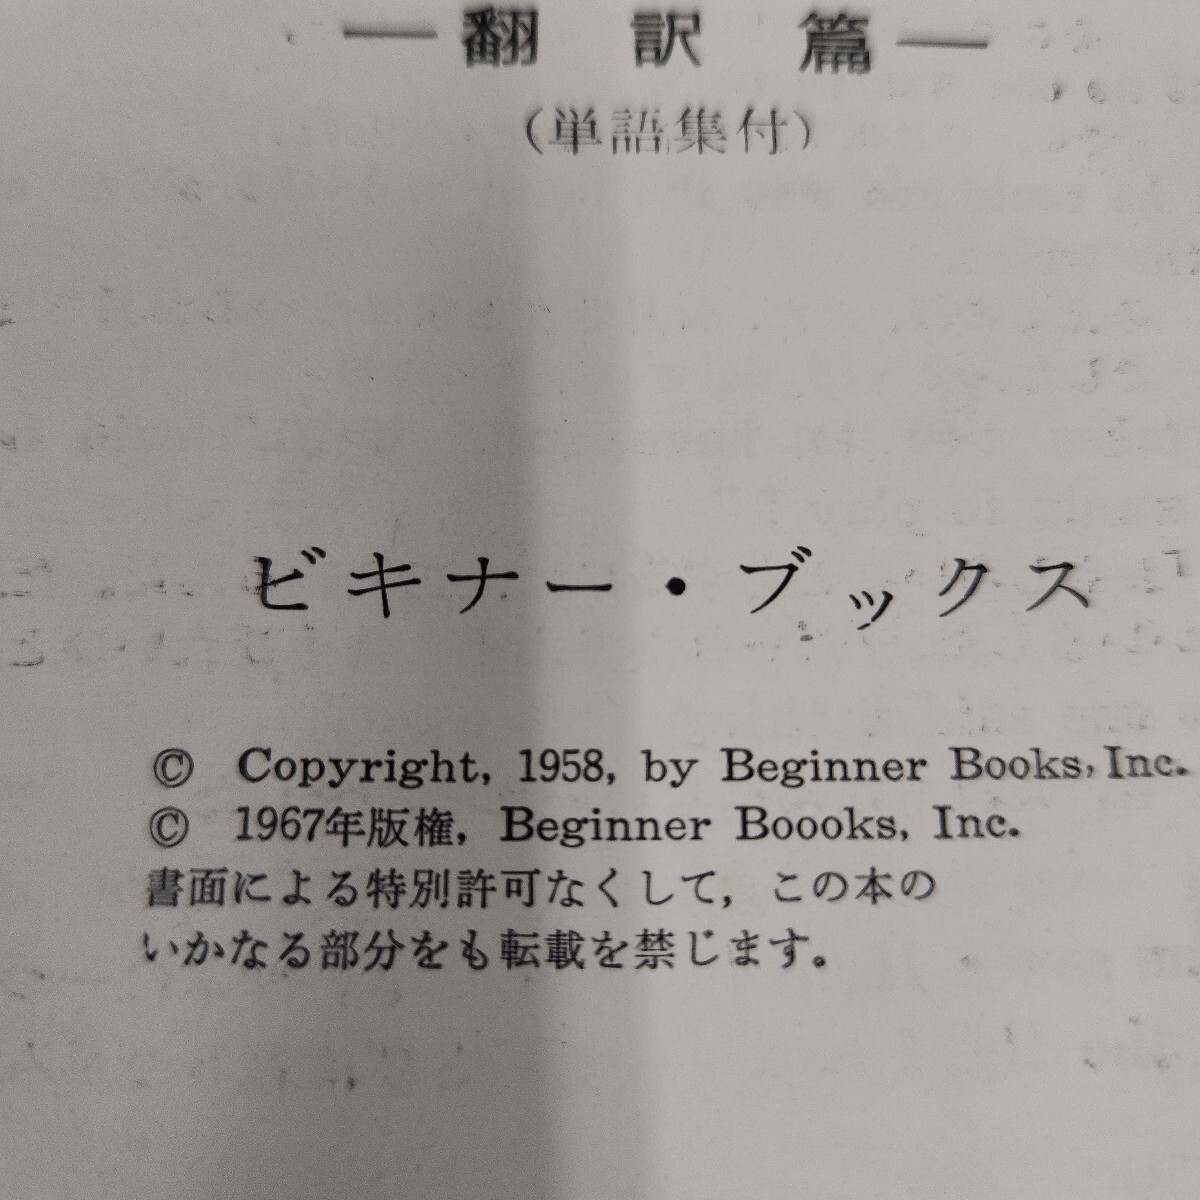 ―翻訳篇―
(単語集付)
ビキナー・ブックス
© Copyright, 1958, by Beginner Books, Inc.
© 1967年版権, Beginner Boooks, Inc.
書面による特別許可なくして, この本の
いかなる部分をも転載を禁じます。